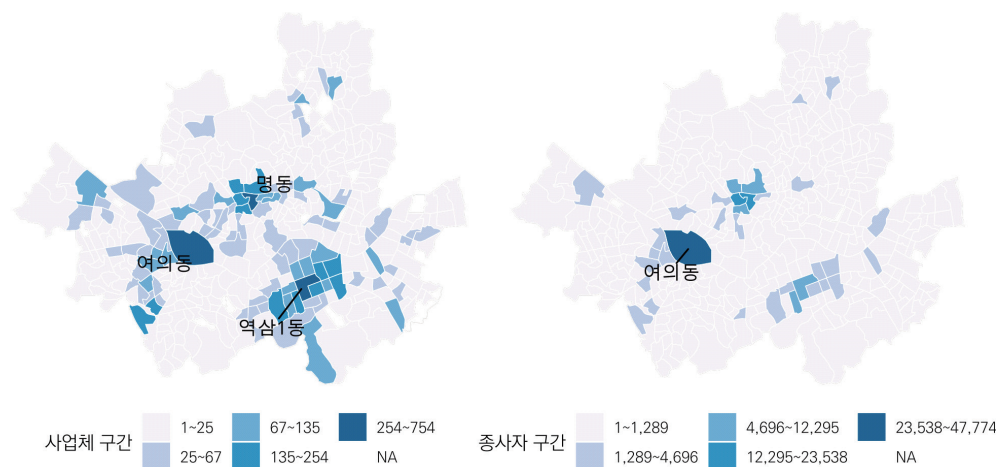 명동
여의동
역삼1동
사업체 구간
1~25
67~135
254~754
25~67
135~254
NA
여의동
종사자 구간
1~1,289
4,696~12,295
23,538~47,774
1,289~4,696
12,295~23,538
NA